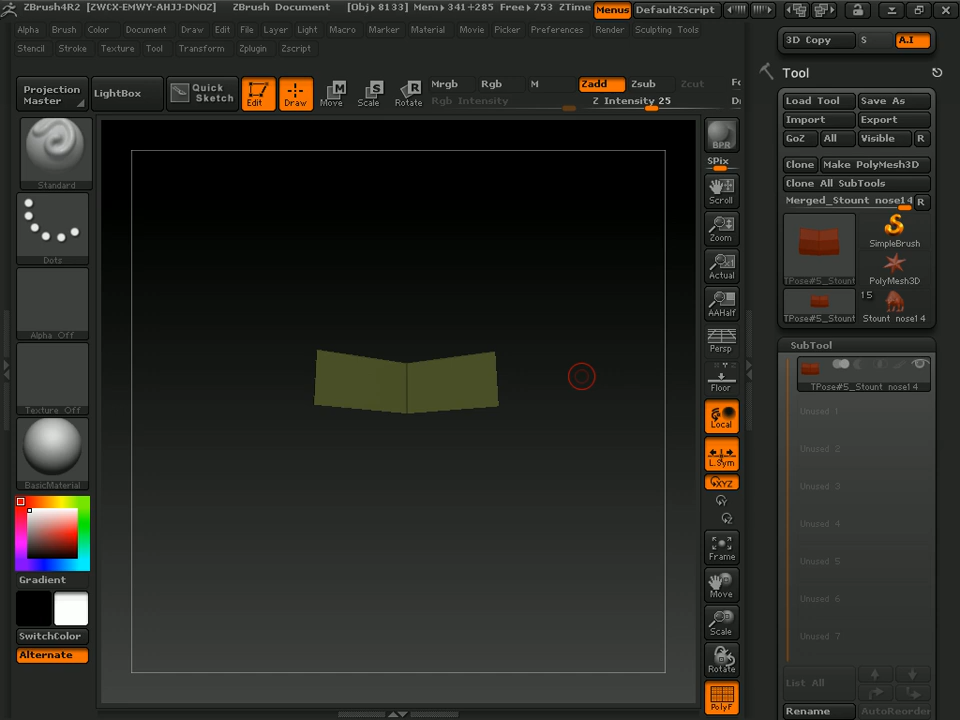 ZBrush4R2 [ZWCX-EMWY-AHJJ-DNOZ] ZBrush Document [Obj▸8133] Mem▸341+285 Free▸753 ZTime Menus DefaultZScript
Alpha Brush Color Document Draw Edit File Layer Light Macro Marker Material Movie Picker Preferences Render Sculpting Tools
Stencil Stroke Texture Tool Transform Zplugin Zscript
Projection Master
LightBox
Quick Sketch
Edit
Draw
Move
Scale
Rotate
Mrgb Rgb M
Rgb Intensity
Zadd Zsub Zcut
Z Intensity 25
Standard
Dots
Alpha Off
Texture Off
BasicMaterial
Gradient
SwitchColor
Alternate
BPR
SPix
Scroll
Zoom
Actual
AAHalf
Persp
Floor
Local
L.Sym
XYZ
Y
Z
Frame
Move
Scale
Rotate
PolyF
3D Copy S A.I
Tool
Load Tool Save As
Import Export
GoZ All Visible R
Clone Make PolyMesh3D
Clone All SubTools
Merged_Stount nose14 R
TPose#5_Stount
SimpleBrush
PolyMesh3D
TPose#5_Stount
15
Stount nose14
SubTool
TPose#5_Stount nose14
Unused 1
Unused 2
Unused 3
Unused 4
Unused 5
Unused 6
Unused 7
List All
Rename AutoReorder